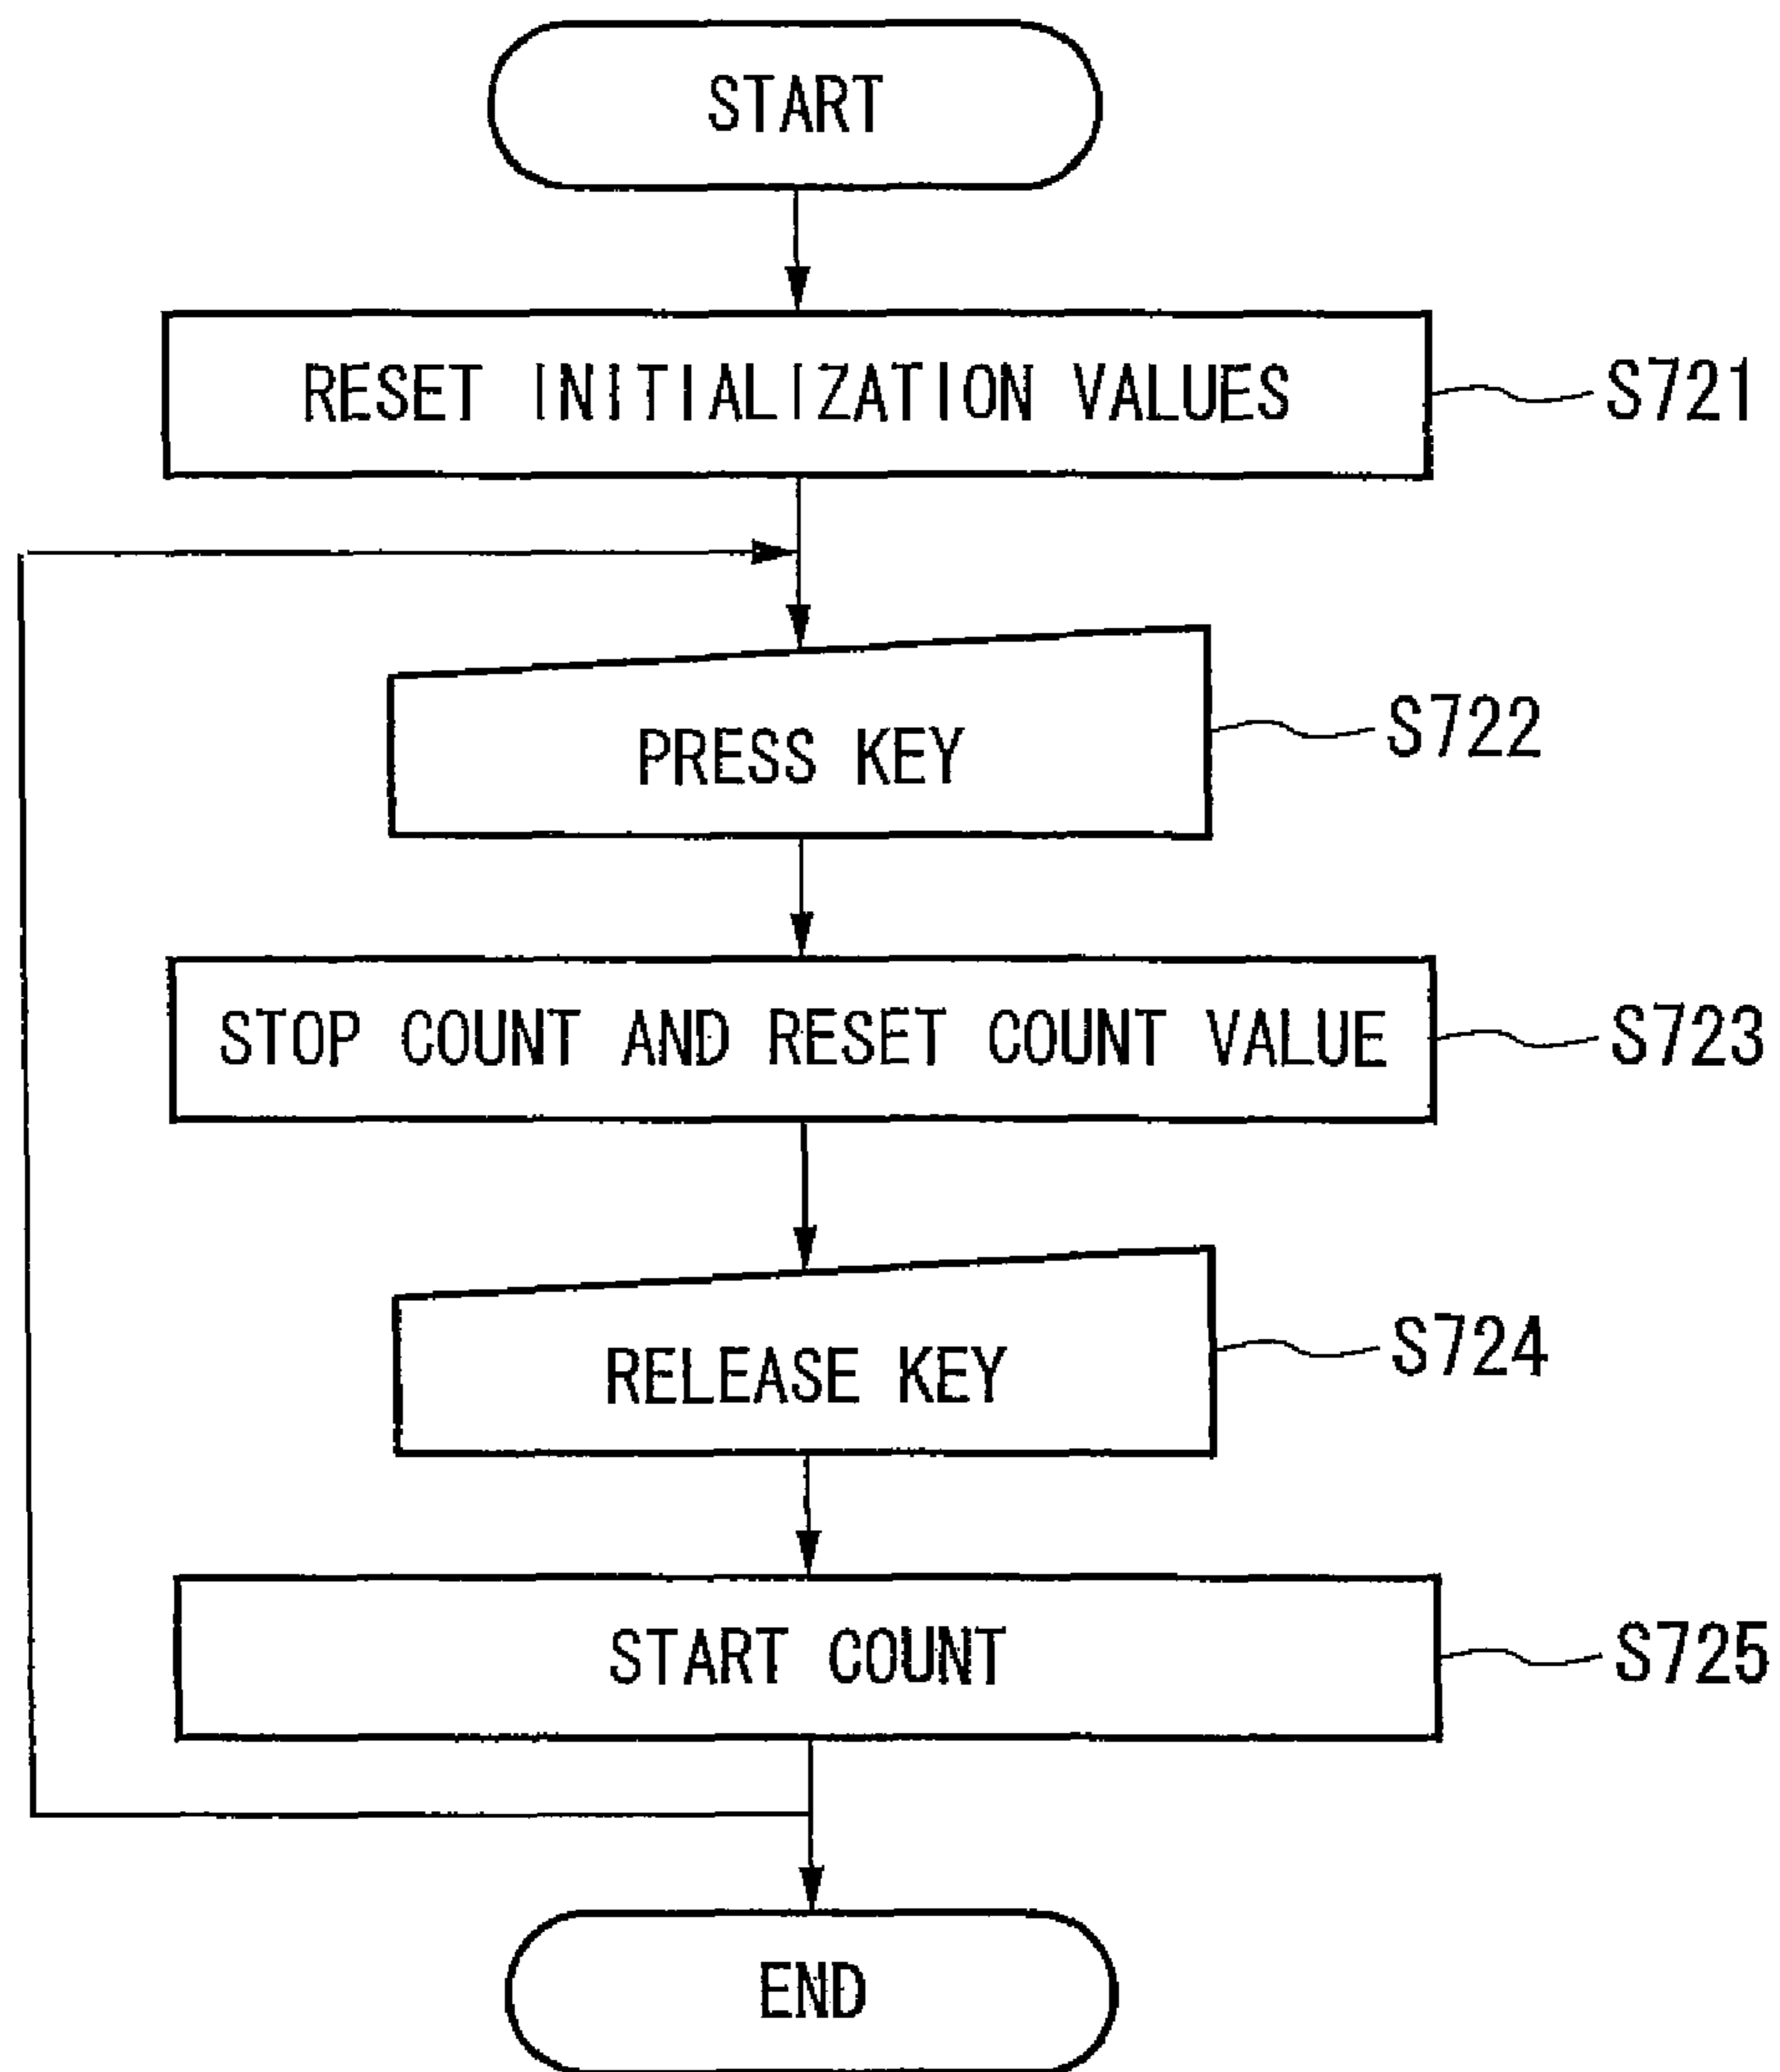 START
RESET INITIALIZATION VALUES
S721
PRESS KEY
S722
STOP COUNT AND RESET COUNT VALUE
S723
RELEASE KEY
S724
START COUNT
S725
END